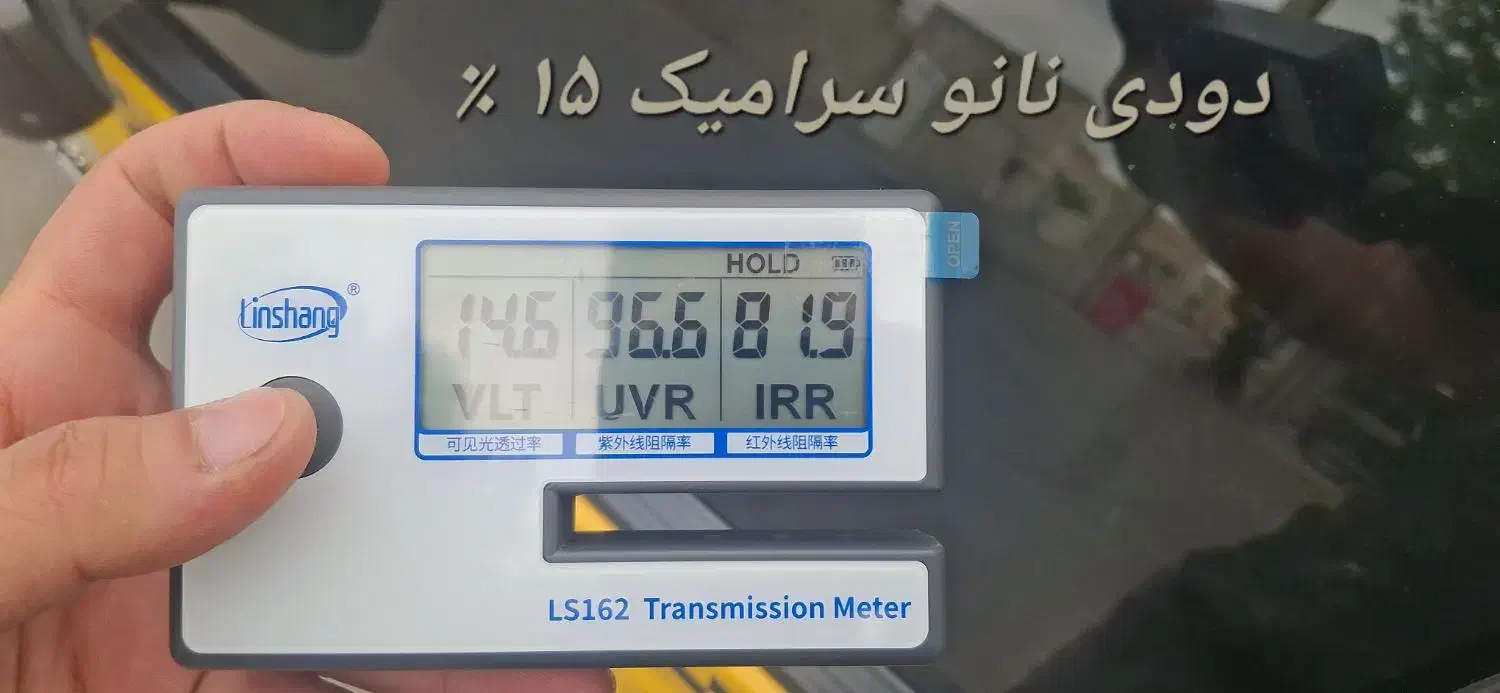 دودی نانو سرامیک ۱۵ ٪
OPEN
HOLD
Linshang®
14.6 96.6 81.9
VLT UVR IRR
可见光透过率 紫外线阻隔率 红外线阻隔率
LS162 Transmission Meter